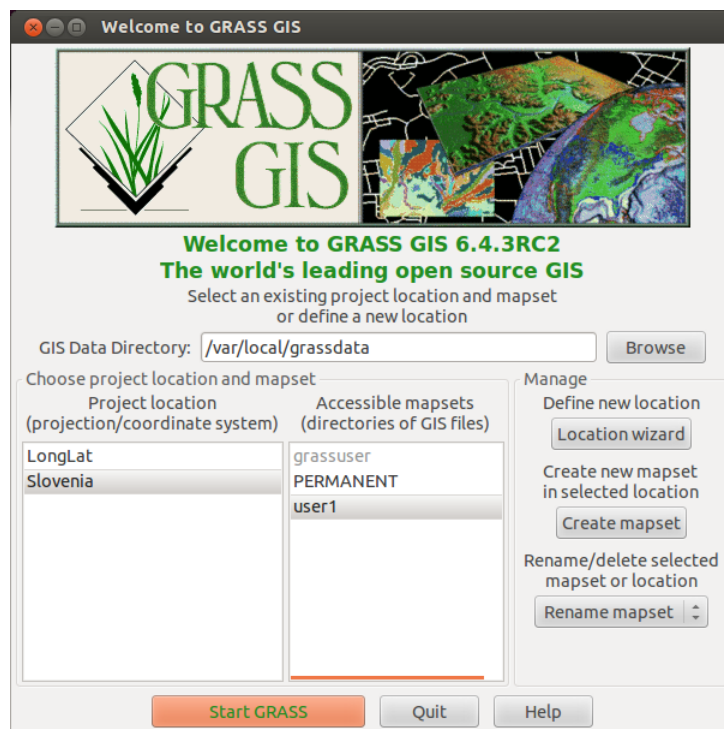 Welcome to GRASS GIS
GRASS
GIS
Welcome to GRASS GIS 6.4.3RC2
The world's leading open source GIS
Select an existing project location and mapset
or define a new location
GIS Data Directory: /var/local/grassdata Browse
Choose project location and mapset
Project location
(projection/coordinate system)
LongLat
Slovenia
Accessible mapsets
(directories of GIS files)
grassuser
PERMANENT
user1
Manage
Define new location
Location wizard
Create new mapset
in selected location
Create mapset
Rename/delete selected
mapset or location
Rename mapset
Start GRASS Quit Help